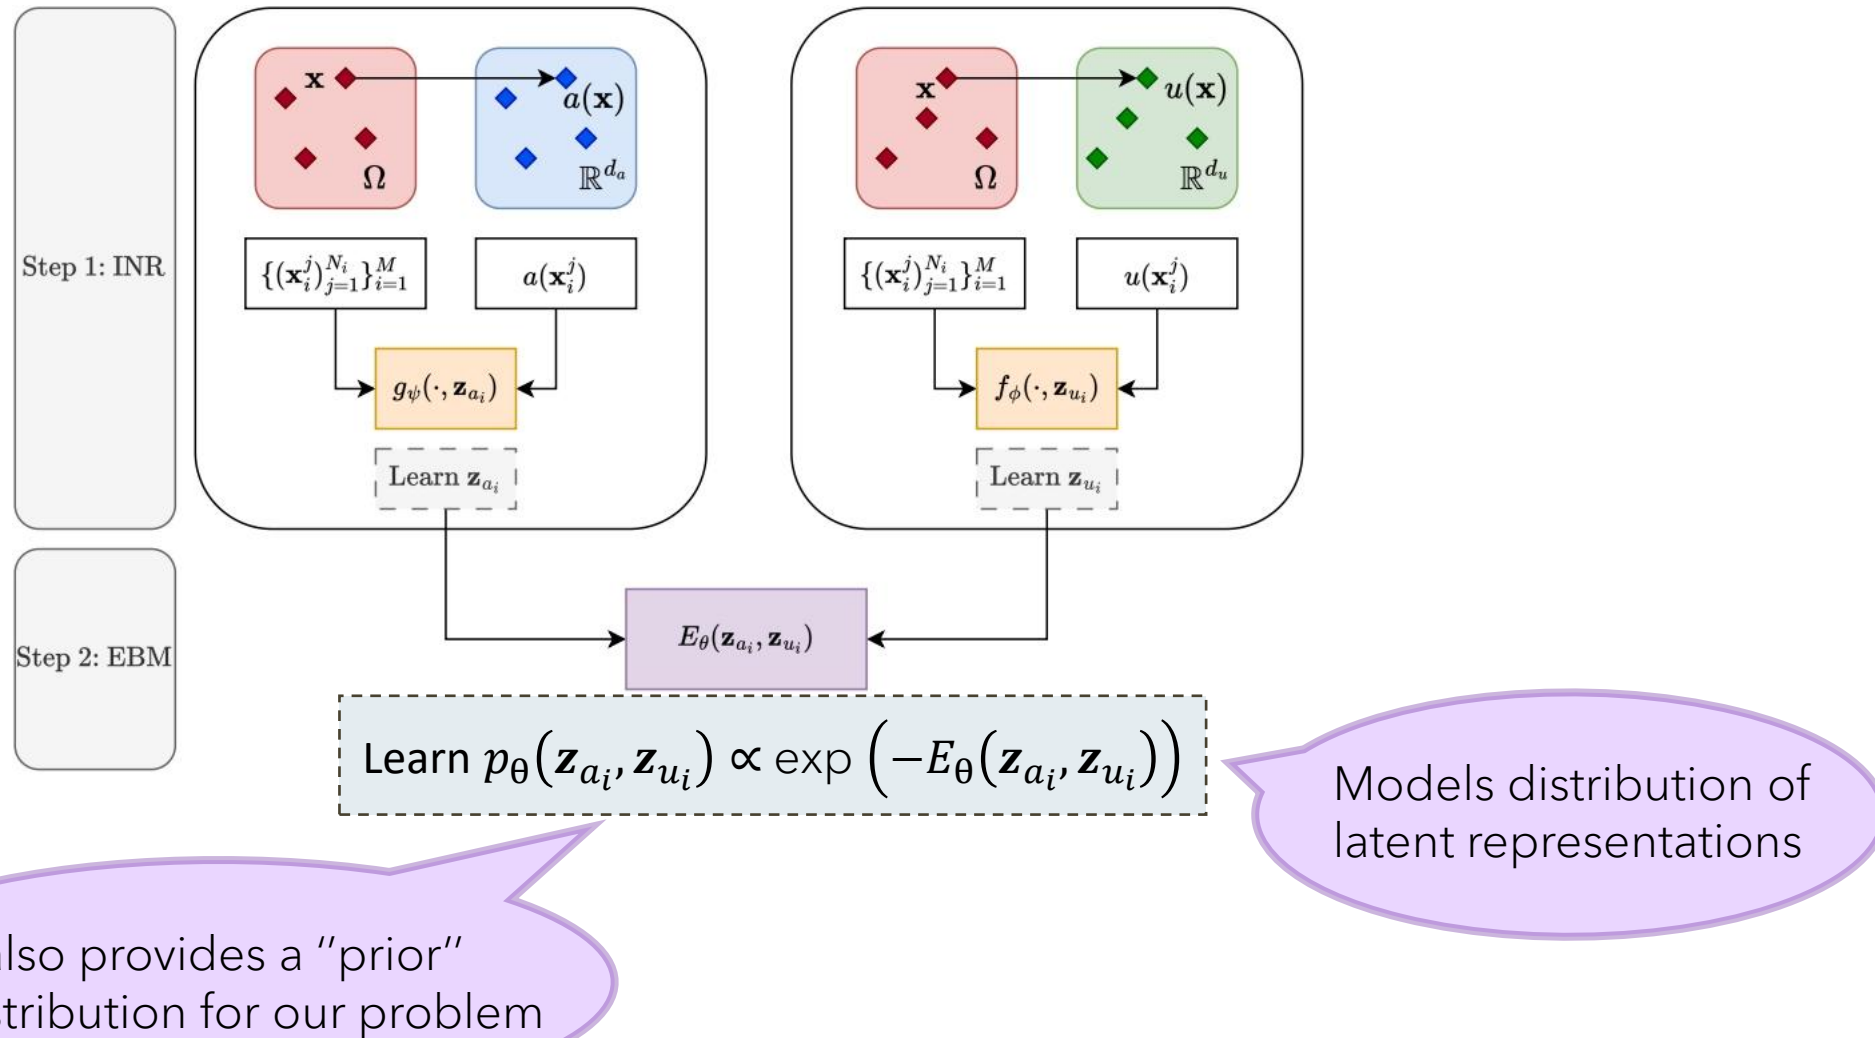 Step 1: INR
x
a(x)
Ω
ℝ^{d_a}
{(x_i^j)_{j=1}^{N_i}}_{i=1}^M
a(x_i^j)
g_ψ(·, z_{a_i})
Learn z_{a_i}
x
u(x)
Ω
ℝ^{d_u}
{(x_i^j)_{j=1}^{N_i}}_{i=1}^M
u(x_i^j)
f_ϕ(·, z_{u_i})
Learn z_{u_i}
Step 2: EBM
E_θ(z_{a_i}, z_{u_i})
Learn p_θ(z_{a_i}, z_{u_i}) ∝ exp(−E_θ(z_{a_i}, z_{u_i}))
Models distribution of
latent representations
also provides a "prior"
stribution for our problem